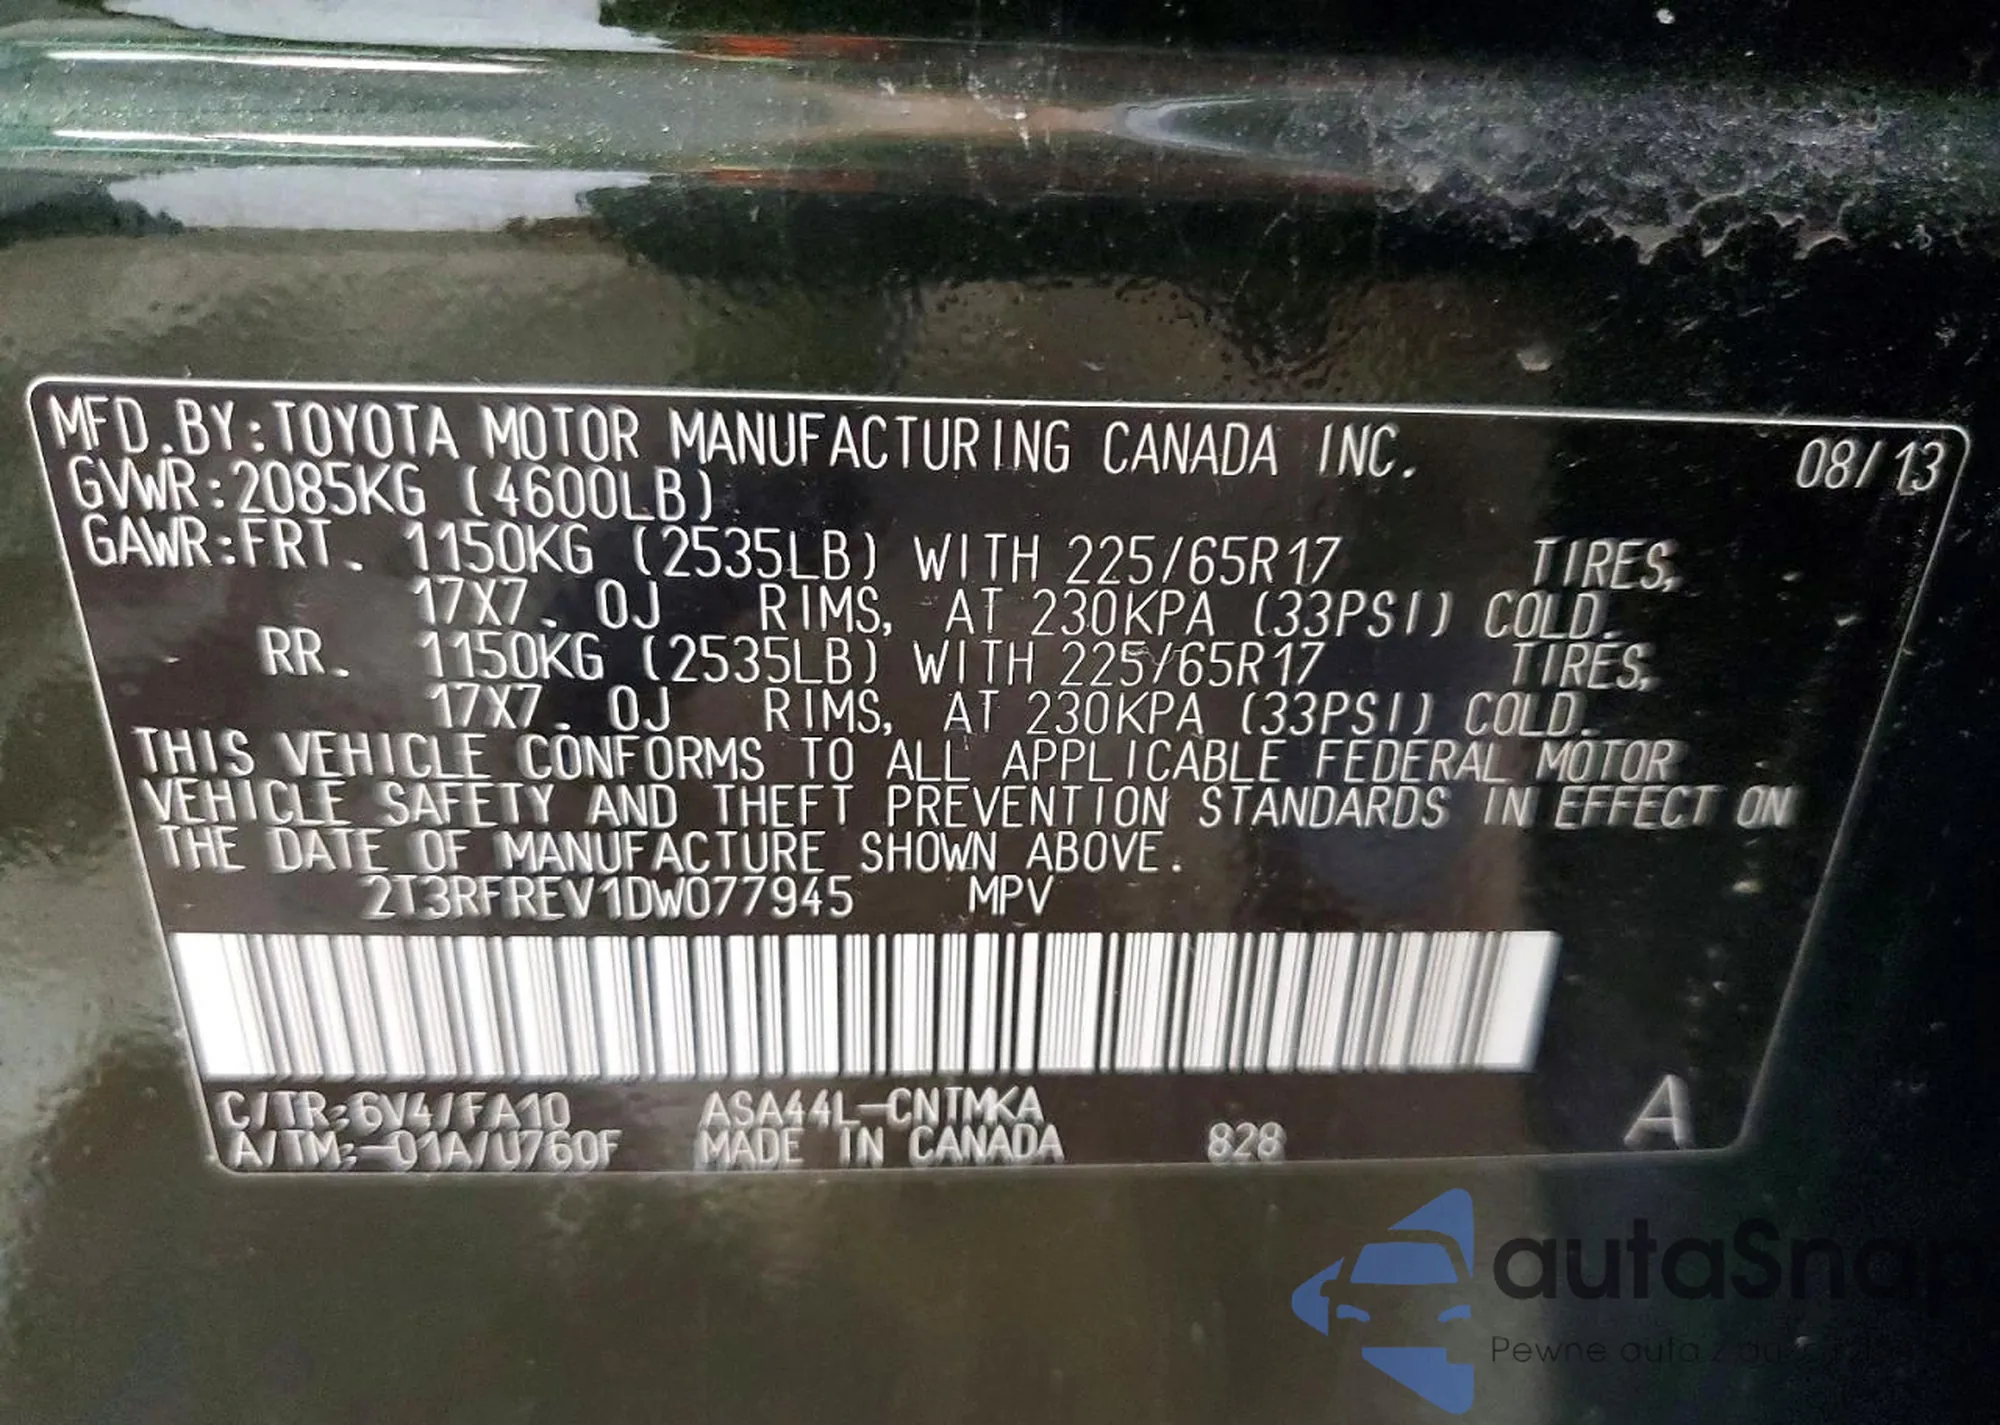 MFD.BY:TOYOTA MOTOR MANUFACTURING CANADA INC. 08/13
GVWR:2085KG (4600LB)
GAWR:FRT. 1150KG (2535LB) WITH 225/65R17 TIRES,
17X7.0J RIMS, AT 230KPA (33PSI) COLD.
RR. 1150KG (2535LB) WITH 225/65R17 TIRES,
17X7.0J RIMS, AT 230KPA (33PSI) COLD.
THIS VEHICLE CONFORMS TO ALL APPLICABLE FEDERAL MOTOR
VEHICLE SAFETY AND THEFT PREVENTION STANDARDS IN EFFECT ON
THE DATE OF MANUFACTURE SHOWN ABOVE.
2T3RFREV1DW077945 MPV
C/TR:6V4/FA10 ASA44L-CNTMKA
A/TM:-01A/U760F MADE IN CANADA 828 A
autaSnap
Pewne auta z